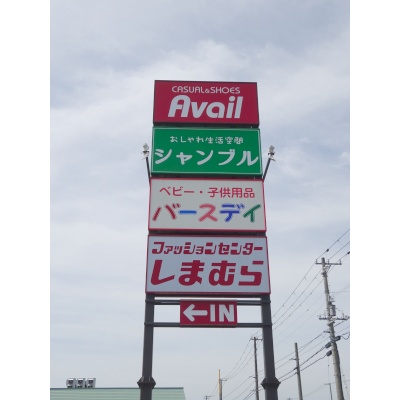 CASUAL&SHOES
Avail
おしゃれ生活空間
シャンブル
ベビー・子供用品
バースデイ
ファッションセンター
しまむら
←IN